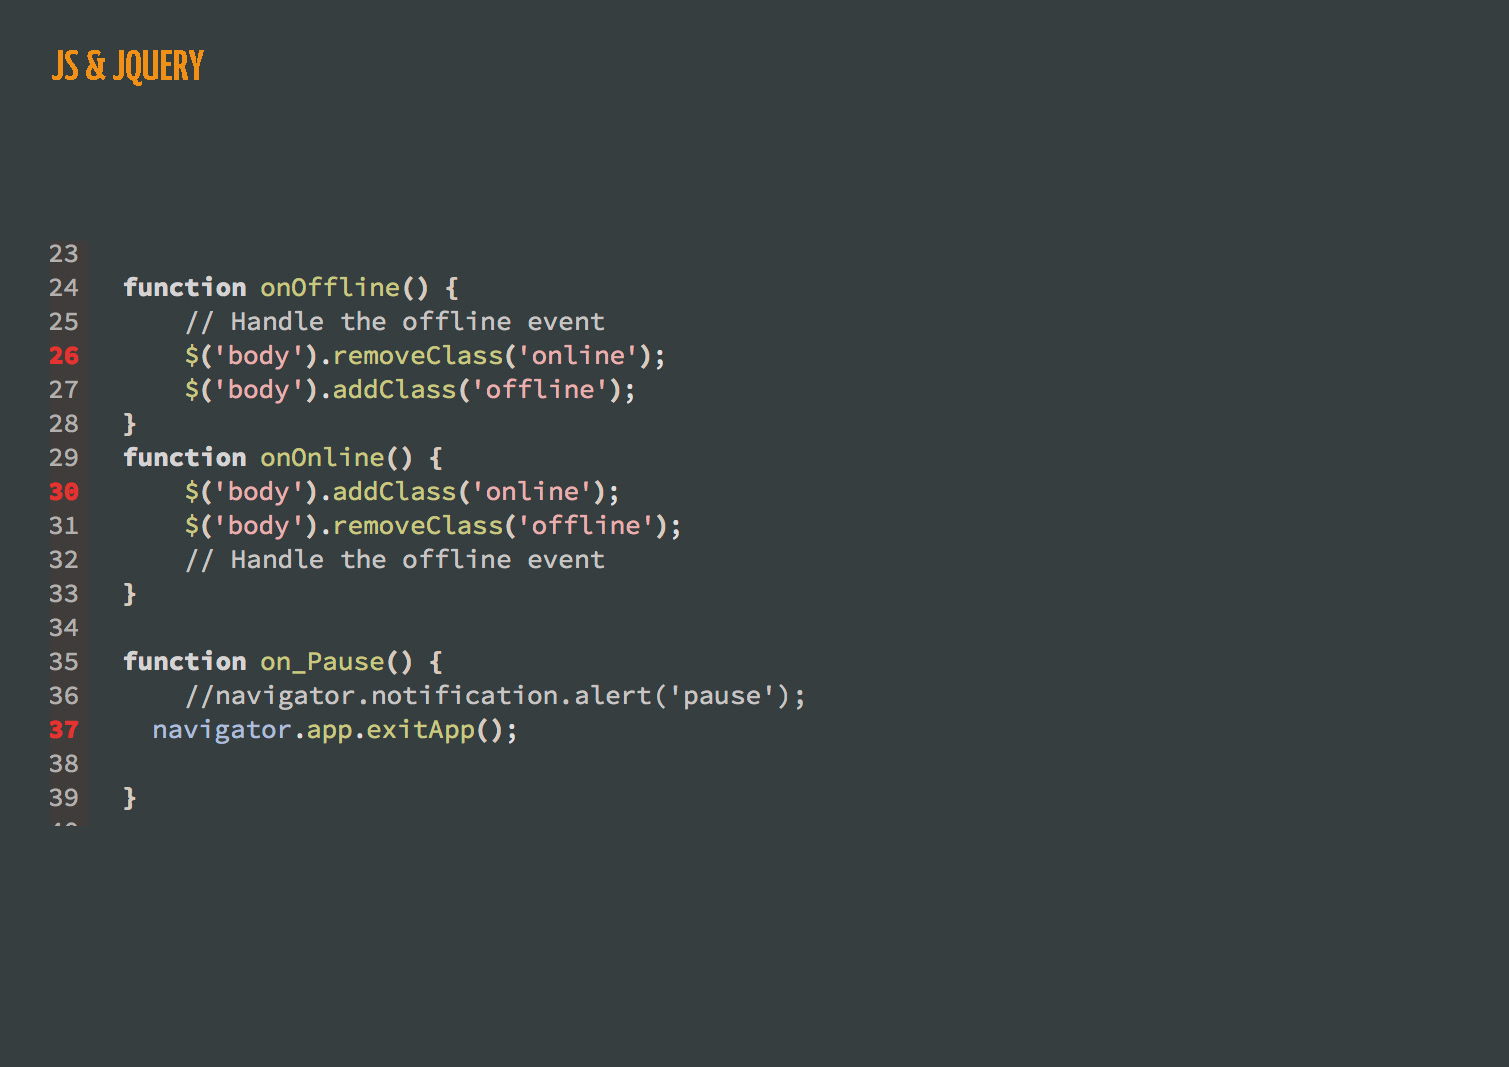 JS & JQUERY
23
24 function onOffline() {
25 // Handle the offline event
26 $('body').removeClass('online');
27 $('body').addClass('offline');
28 }
29 function onOnline() {
30 $('body').addClass('online');
31 $('body').removeClass('offline');
32 // Handle the offline event
33 }
34
35 function on_Pause() {
36 //navigator.notification.alert('pause');
37 navigator.app.exitApp();
38
39 }